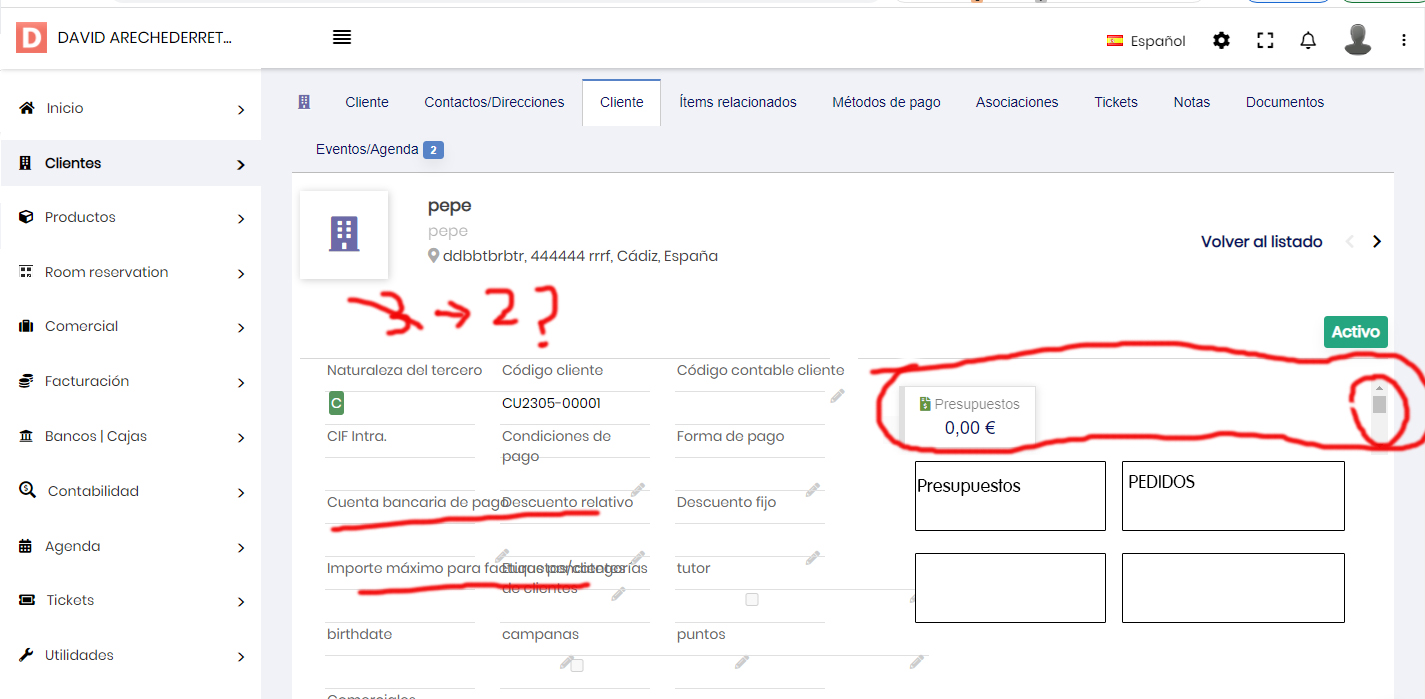 D DAVID ARECHEDERRET...
Español
Inicio
Clientes
Productos
Room reservation
Comercial
Facturación
Bancos | Cajas
Contabilidad
Agenda
Tickets
Utilidades
Cliente Contactos/Direcciones Cliente Ítems relacionados Métodos de pago Asociaciones Tickets Notas Documentos
Eventos/Agenda 2
pepe
pepe
ddbbtbrbtr, 444444 rrrf, Cádiz, España
Volver al listado
3 → 2 ?
Activo
Naturaleza del tercero Código cliente Código contable cliente
C CU2305-00001
Presupuestos
0,00 €
CIF Intra. Condiciones de pago Forma de pago
Presupuestos PEDIDOS
Cuenta bancaria de pago Descuento relativo Descuento fijo
Importe máximo para facturas pendientes Etiquetas/categorías de clientes tutor
birthdate campanas puntos
Comerciales